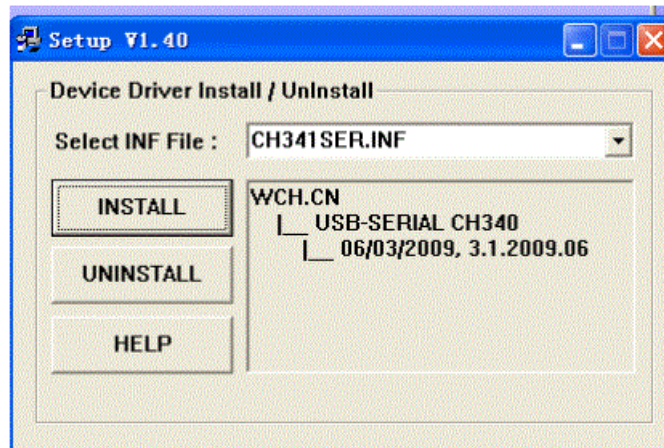 Setup V1.40
Device Driver Install / UnInstall
Select INF File :
CH341SER.INF
INSTALL
WCH.CN
|__ USB-SERIAL CH340
|__ 06/03/2009, 3.1.2009.06
UNINSTALL
HELP